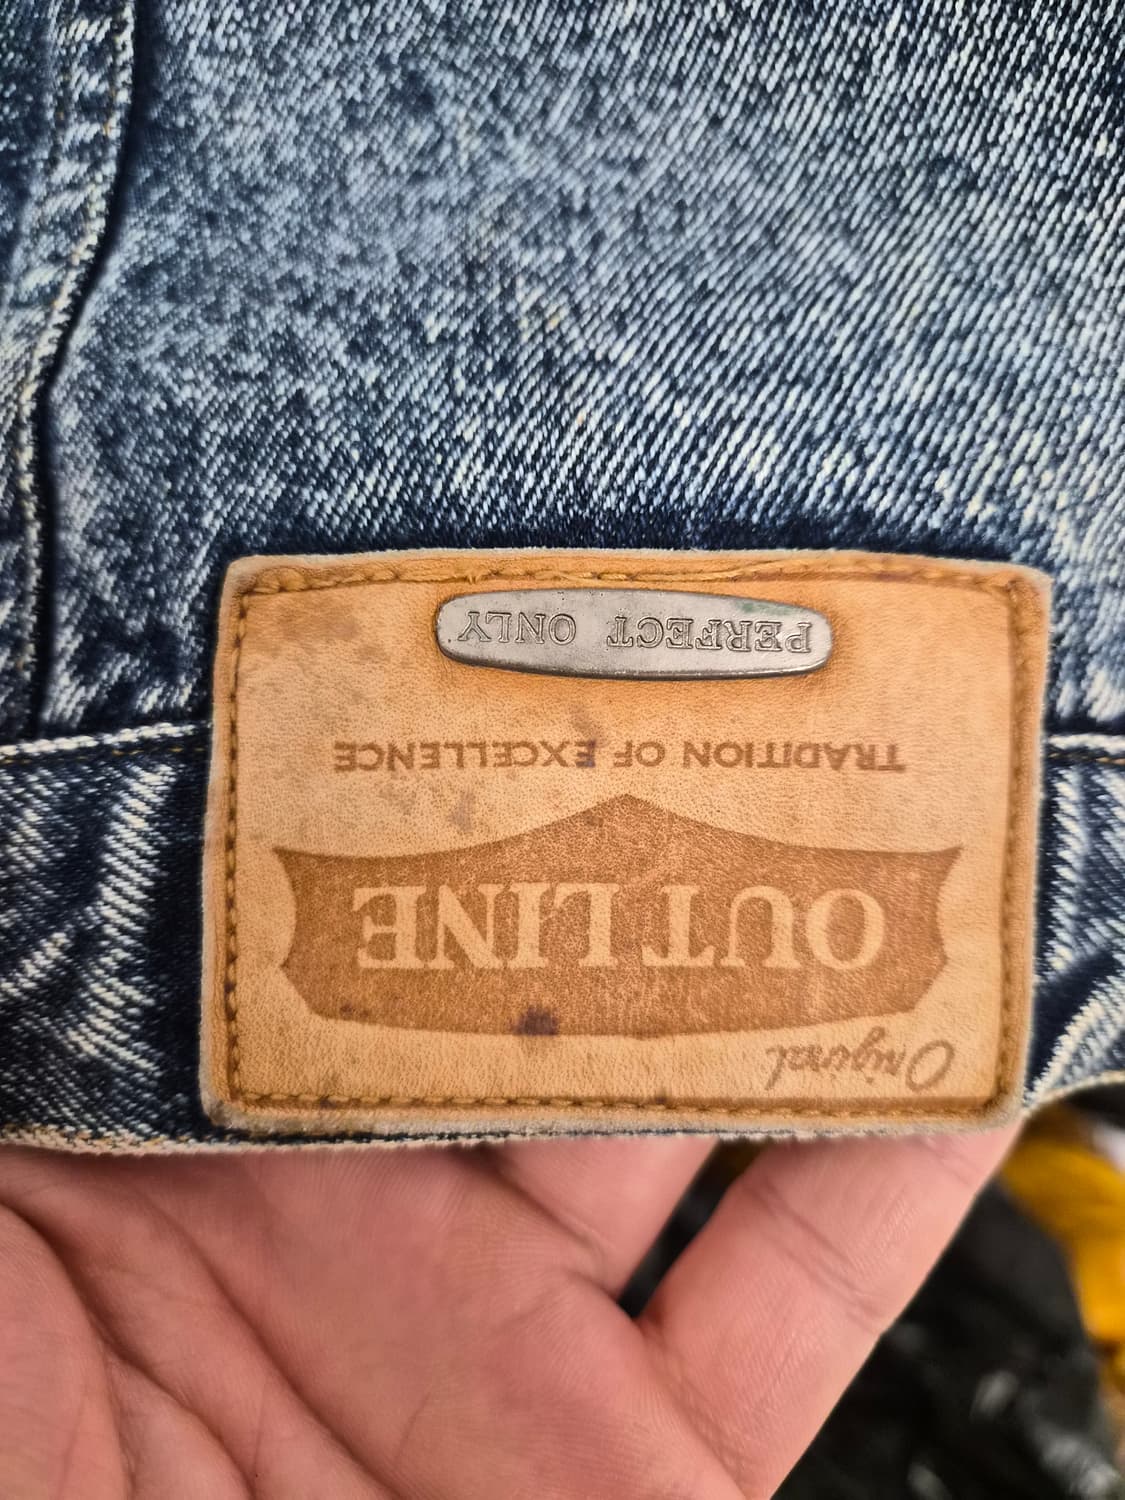 Original
OUT LINE
TRADITION OF EXCELLENCE
PERFECT ONLY